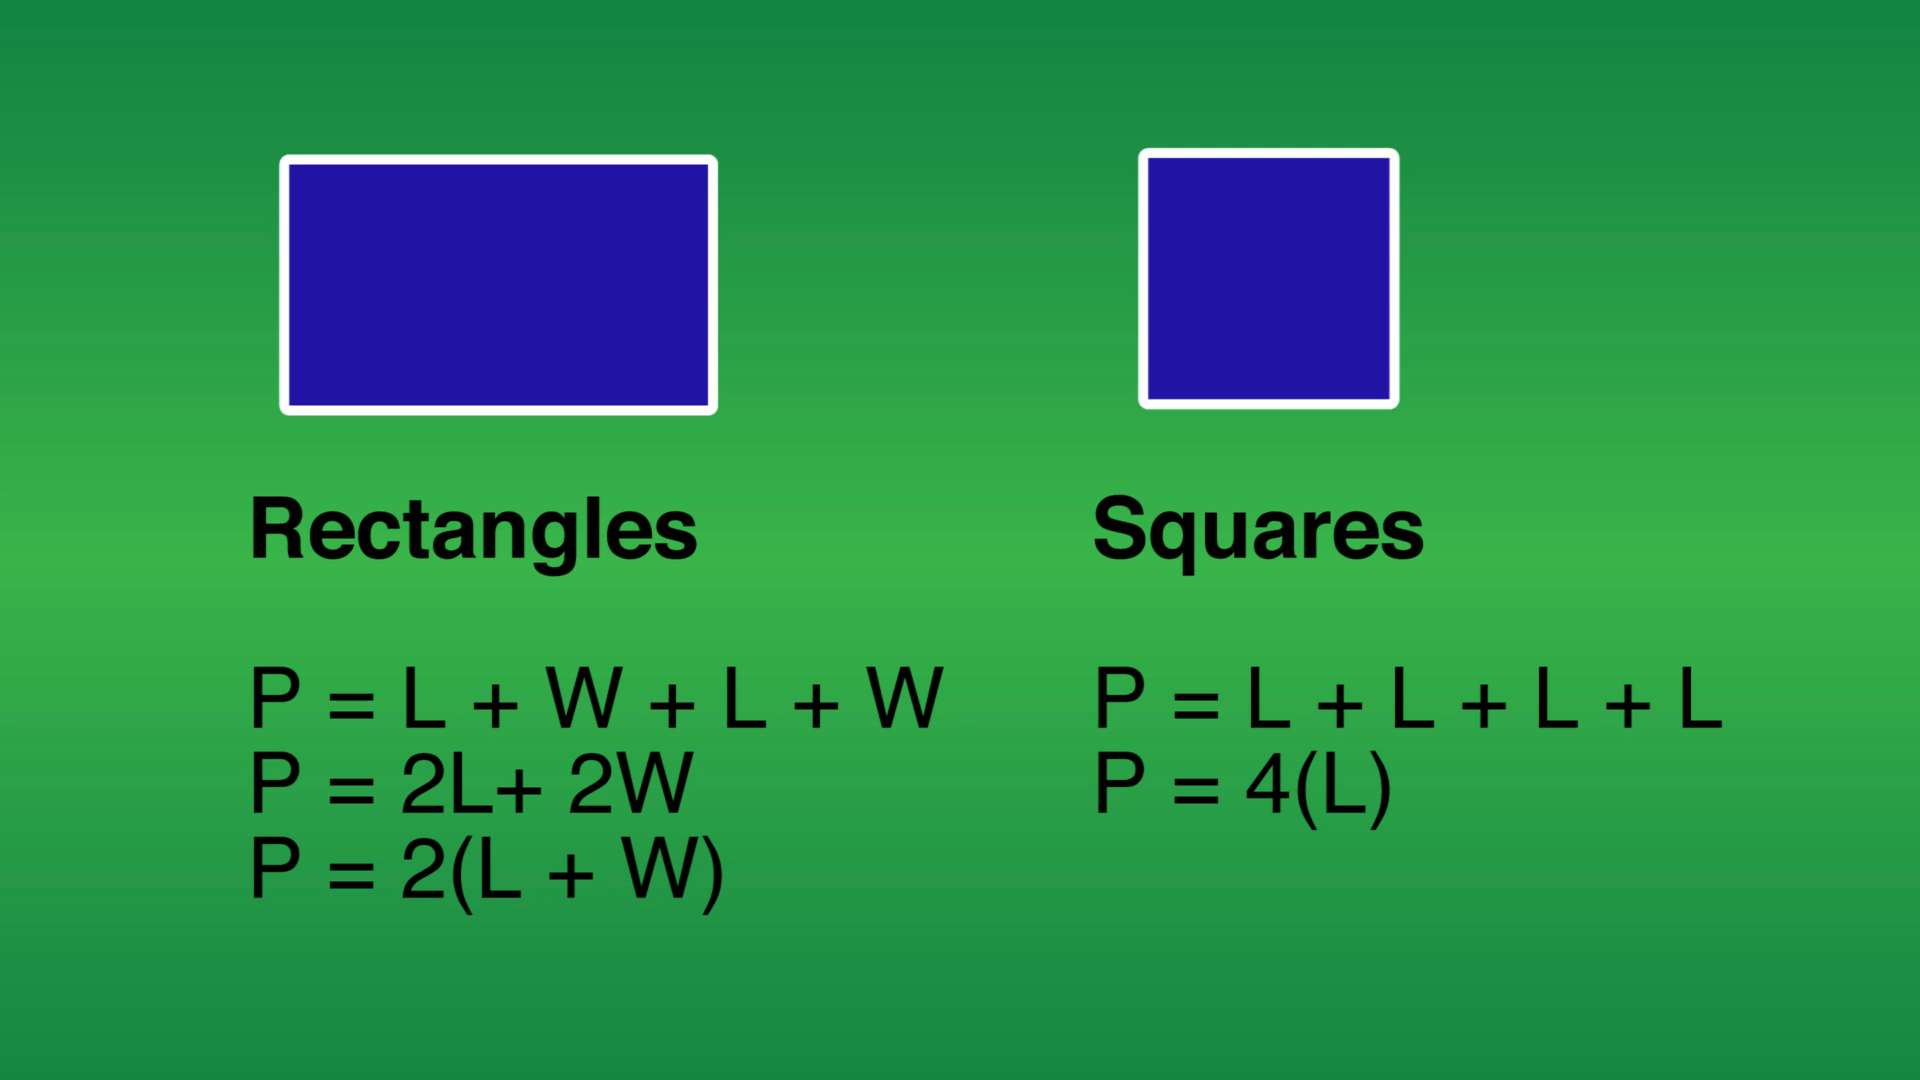 Rectangles
P = L + W + L + W
P = 2L+ 2W
P = 2(L + W)
Squares
P = L + L + L + L
P = 4(L)